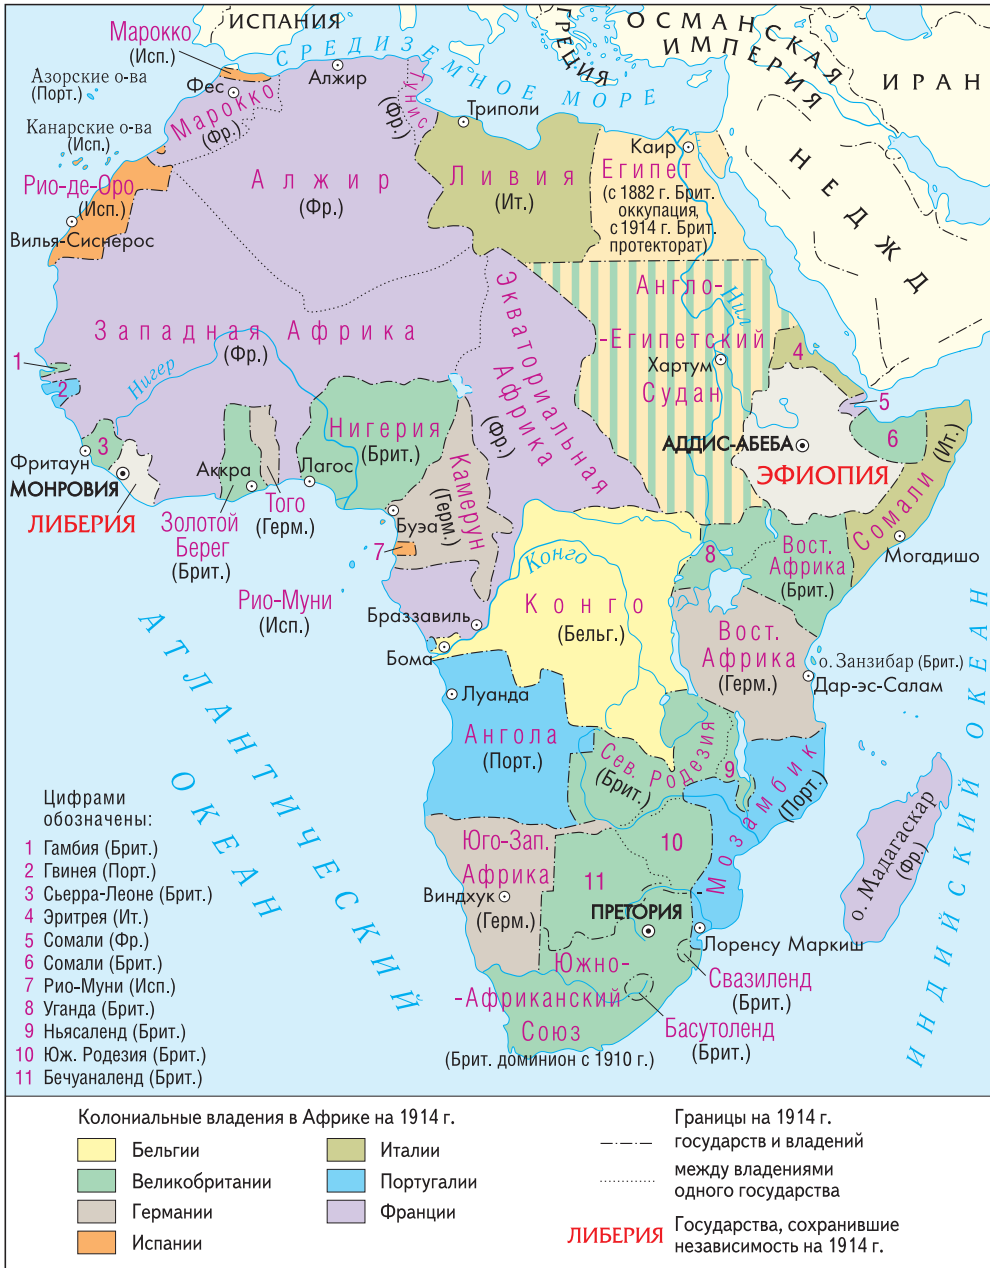 ИСПАНИЯ
ГРЕЦИЯ
ОСМАНСКАЯ
ИМПЕРИЯ
ИРАН
НЕДЖД
СРЕДИЗЕМНОЕ МОРЕ
Марокко
(Исп.)
Азорские о-ва
(Порт.)
Канарские о-ва
(Исп.)
Фес
Алжир
Марокко
(Фр.)
Тунис
(Фр.)
Триполи
Каир
Рио-де-Оро
(Исп.)
Вилья-Сиснерос
Алжир
(Фр.)
Ливия
(Ит.)
Египет
(с 1882 г. Брит.
оккупация,
с 1914 г. Брит.
протекторат)
Западная Африка
(Фр.)
Нигер
Экваториальная
Африка
(Фр.)
Англо-
-Египетский
Судан
Нил
Хартум
1
2
3
4
5
6
Фритаун
МОНРОВИЯ
ЛИБЕРИЯ
Аккра
Золотой
Берег
(Брит.)
Того
(Герм.)
Нигерия
(Брит.)
Лагос
Камерун
(Герм.)
Буэа
7
Рио-Муни
(Исп.)
АДДИС-АБЕБА
ЭФИОПИЯ
Сомали
(Ит.)
Могадишо
8
Вост.
Африка
(Брит.)
Конго
Конго
(Бельг.)
Браззавиль
Бома
Вост.
Африка
(Герм.)
о. Занзибар (Брит.)
Дар-эс-Салам
Луанда
Ангола
(Порт.)
Сев. Родезия
(Брит.)
9
Мозамбик
(Порт.)
10
11
Юго-Зап.
Африка
(Герм.)
Виндхук
ПРЕТОРИЯ
Лоренсу Маркиш
о. Мадагаскар
(Фр.)
Южно-
-Африканский
Союз
(Брит. доминион с 1910 г.)
Свазиленд
(Брит.)
Басутоленд
(Брит.)
АТЛАНТИЧЕСКИЙ
ОКЕАН
ИНДИЙСКИЙ ОКЕАН
Цифрами
обозначены:
1 Гамбия (Брит.)
2 Гвинея (Порт.)
3 Сьерра-Леоне (Брит.)
4 Эритрея (Ит.)
5 Сомали (Фр.)
6 Сомали (Брит.)
7 Рио-Муни (Исп.)
8 Уганда (Брит.)
9 Ньясаленд (Брит.)
10 Юж. Родезия (Брит.)
11 Бечуаналенд (Брит.)
Колониальные владения в Африке на 1914 г.
Бельгии
Великобритании
Германии
Испании
Италии
Португалии
Франции
Границы на 1914 г.
государств и владений
между владениями
одного государства
ЛИБЕРИЯ
Государства, сохранившие
независимость на 1914 г.